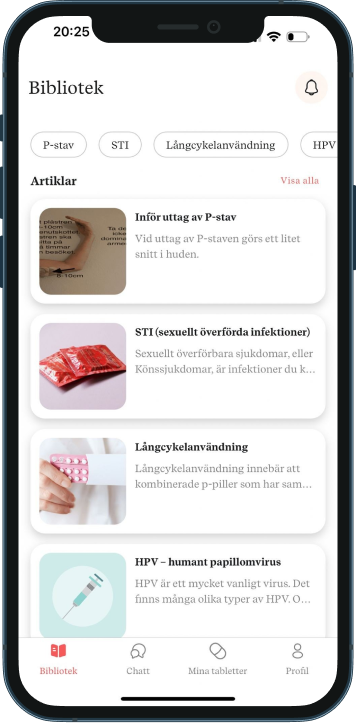 20:25
Bibliotek
P-stav
STI
Långcykelanvändning
HPV
Artiklar
Visa alla
Inför uttag av P-stav
Vid uttag av P-staven görs ett litet
snitt i huden.
8-10cm
STI (sexuellt överförda infektioner)
Sexuellt överförbara sjukdomar, eller
Könssjukdomar, är infektioner du k...
Långcykelanvändning
Långcykelanvändning innebär att
kombinerade p-piller som har sam...
HPV – humant papillomvirus
HPV är ett mycket vanligt virus. Det
finns många olika typer av HPV. O...
Bibliotek
Chatt
Mina tabletter
Profil